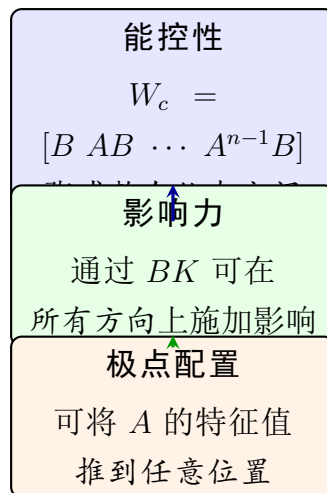 能控性
W_c =
[B AB ⋯ A^{n−1}B]
影响力
通过 BK 可在
所有方向上施加影响
极点配置
可将 A 的特征值
推到任意位置